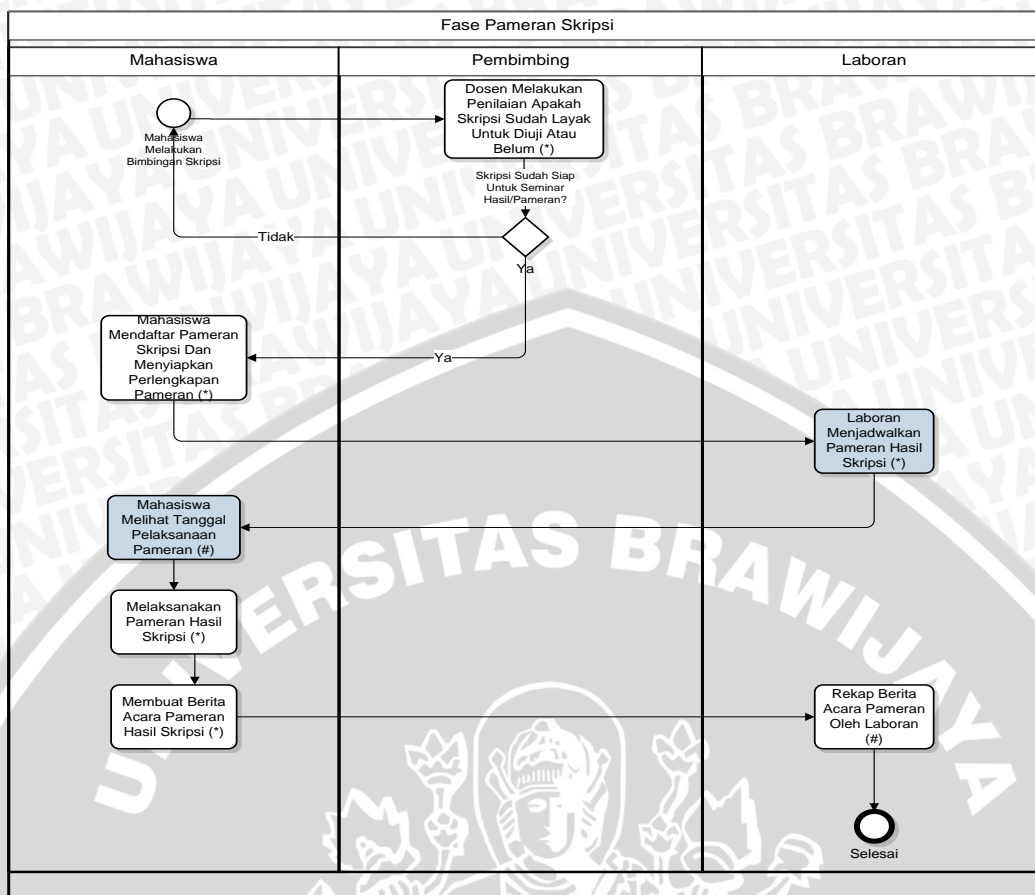 Fase Pameran Skripsi
Mahasiswa
Pembimbing
Laboran
Mahasiswa
Melakukan
Bimbingan Skripsi
Dosen Melakukan
Penilaian Apakah
Skripsi Sudah Layak
Untuk Diuji Atau
Belum (*)
Skripsi Sudah Siap
Untuk Seminar
Hasil/Pameran?
Tidak
Ya
Mahasiswa
Mendaftar Pameran
Skripsi Dan
Menyiapkan
Perlengkapan
Pameran (*)
Ya
Laboran
Menjadwalkan
Pameran Hasil
Skripsi (*)
Mahasiswa
Melihat Tanggal
Pelaksanaan
Pameran (#)
Melaksanakan
Pameran Hasil
Skripsi (*)
Membuat Berita
Acara Pameran
Hasil Skripsi (*)
Rekap Berita
Acara Pameran
Oleh Laboran
(#)
Selesai
UNIVERSITAS BRAWIJAYA